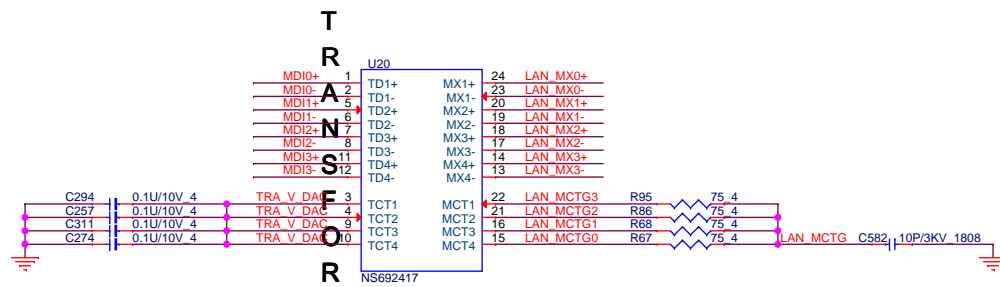 TRANSFOR
U20
MDI0+ 1 TD1+ MX1+ 24 LAN_MX0+
MDI0- 2 TD1- MX1- 23 LAN_MX0-
MDI1+ 5 TD2+ MX2+ 20 LAN_MX1+
MDI1- 6 TD2- MX2- 19 LAN_MX1-
MDI2+ 7 TD3+ MX3+ 18 LAN_MX2+
MDI2- 8 TD3- MX3- 17 LAN_MX2-
MDI3+ 11 TD4+ MX4+ 14 LAN_MX3+
MDI3- 12 TD4- MX4- 13 LAN_MX3-
C294 0.1U/10V_4 TRA_V_DAC 3 TCT1 MCT1 22 LAN_MCTG3 R95 75_4
C257 0.1U/10V_4 TRA_V_DAC 4 TCT2 MCT2 21 LAN_MCTG2 R86 75_4
C311 0.1U/10V_4 TRA_V_DAC 9 TCT3 MCT3 16 LAN_MCTG1 R68 75_4
C274 0.1U/10V_4 TRA_V_DAC 10 TCT4 MCT4 15 LAN_MCTG0 R67 75_4 LAN_MCTG C582 10P/3KV_1808
NS692417